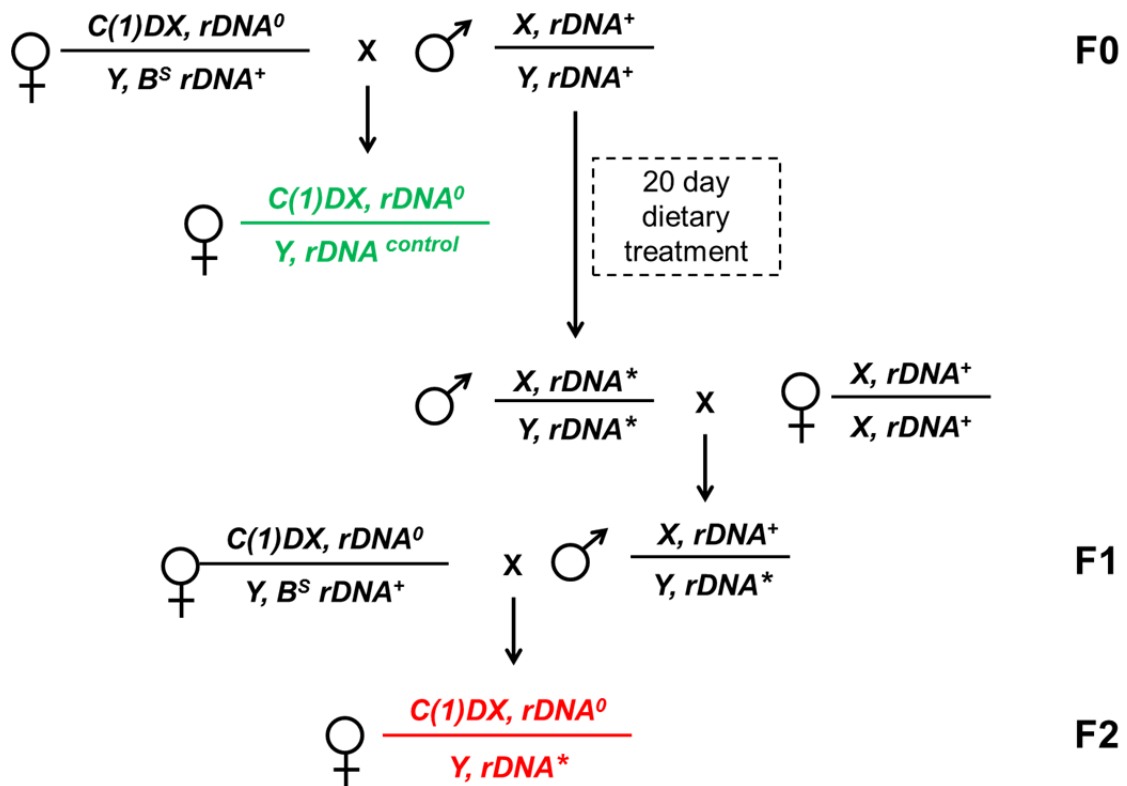 C(1)DX, rDNA⁰
Y, Bˢ rDNA⁺
x
X, rDNA⁺
Y, rDNA⁺
F0
C(1)DX, rDNA⁰
Y, rDNA ᶜᵒⁿᵗʳᵒˡ
20 day
dietary
treatment
X, rDNA*
Y, rDNA*
x
X, rDNA⁺
X, rDNA⁺
C(1)DX, rDNA⁰
Y, Bˢ rDNA⁺
x
X, rDNA⁺
Y, rDNA*
F1
C(1)DX, rDNA⁰
Y, rDNA*
F2